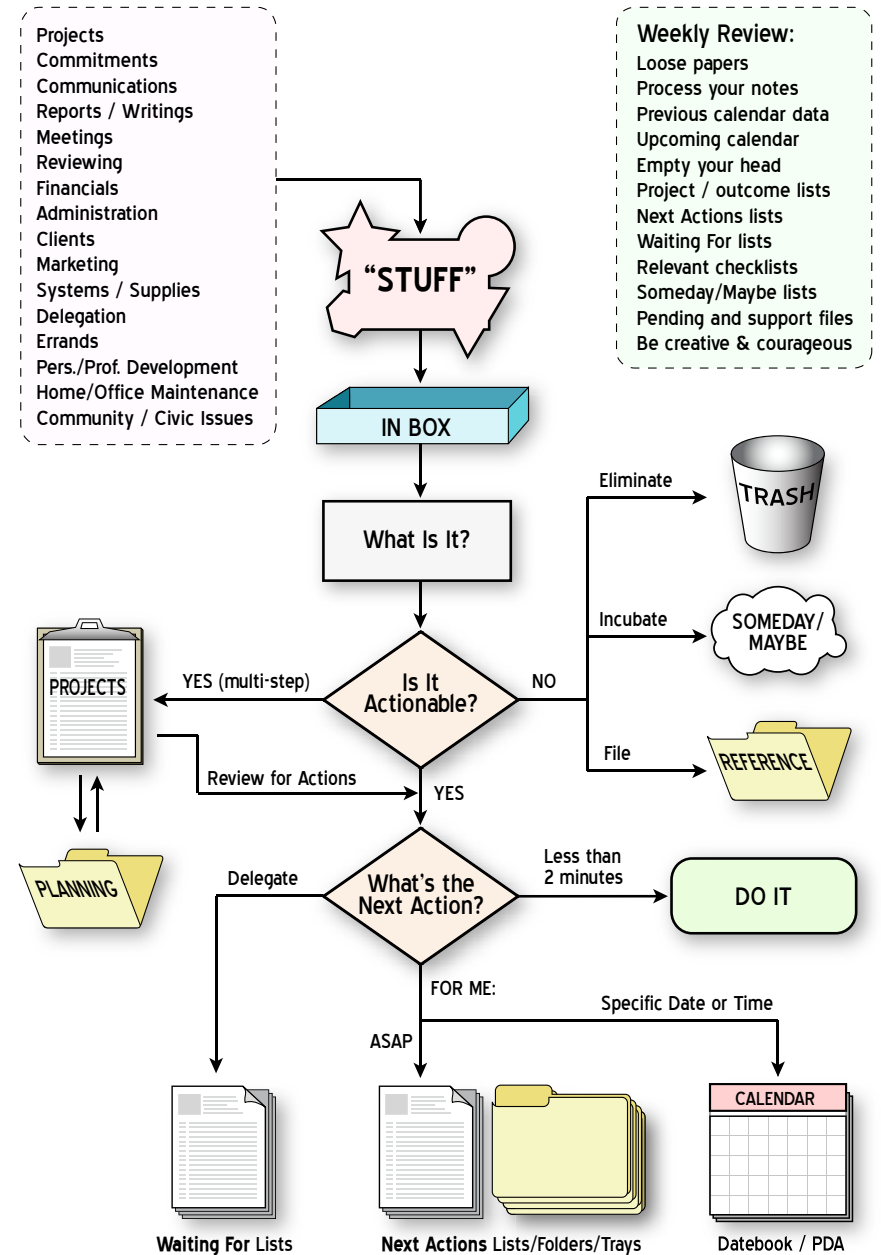 Projects
Commitments
Communications
Reports / Writings
Meetings
Reviewing
Financials
Administration
Clients
Marketing
Systems / Supplies
Delegation
Errands
Pers./Prof. Development
Home/Office Maintenance
Community / Civic Issues
Weekly Review:
Loose papers
Process your notes
Previous calendar data
Upcoming calendar
Empty your head
Project / outcome lists
Next Actions lists
Waiting For lists
Relevant checklists
Someday/Maybe lists
Pending and support files
Be creative & courageous
“STUFF”
IN BOX
What Is It?
Eliminate
TRASH
Incubate
SOMEDAY/
MAYBE
Is It
Actionable?
YES (multi-step)
NO
PROJECTS
File
REFERENCE
Review for Actions
YES
PLANNING
Delegate
What's the
Next Action?
Less than
2 minutes
DO IT
FOR ME:
Specific Date or Time
ASAP
CALENDAR
Waiting For Lists
Next Actions Lists/Folders/Trays
Datebook / PDA